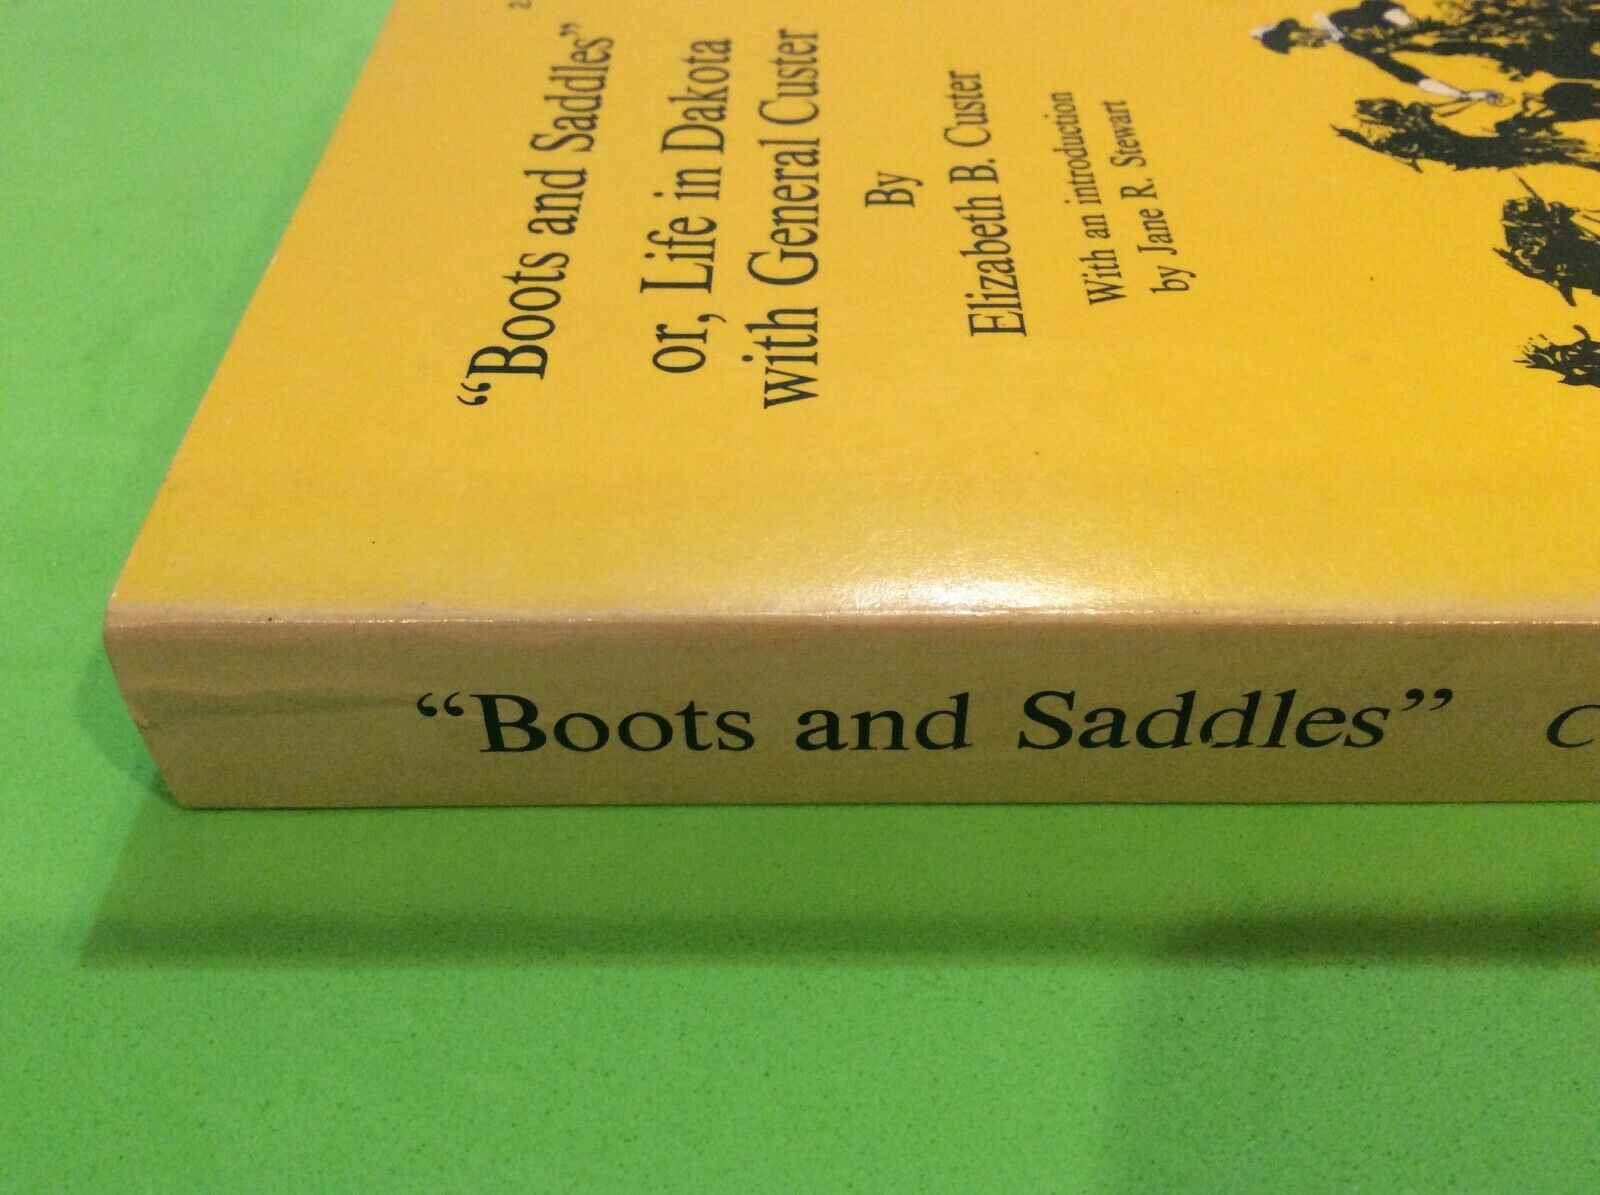 "Boots and Saddles"
or, Life in Dakota
with General Custer
By
Elizabeth B. Custer
With an introduction
by Jane R. Stewart
"Boots and Saddles"